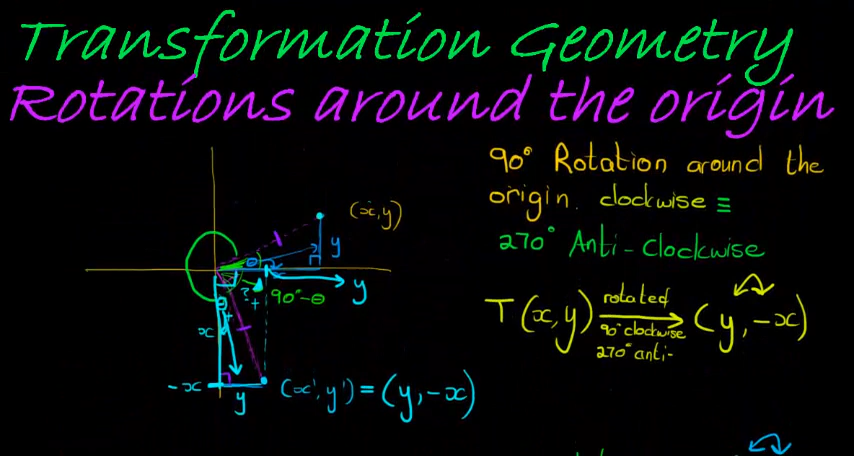 Transformation Geometry
Rotations around the origin
90° Rotation around the
origin. clockwise ≡
270° Anti-Clockwise
T(x,y) rotated (y,-x)
90° clockwise
270° anti-
(x,y)
y
θ
y
?
90°-θ
θ
x
-x
y
(x',y')=(y,-x)